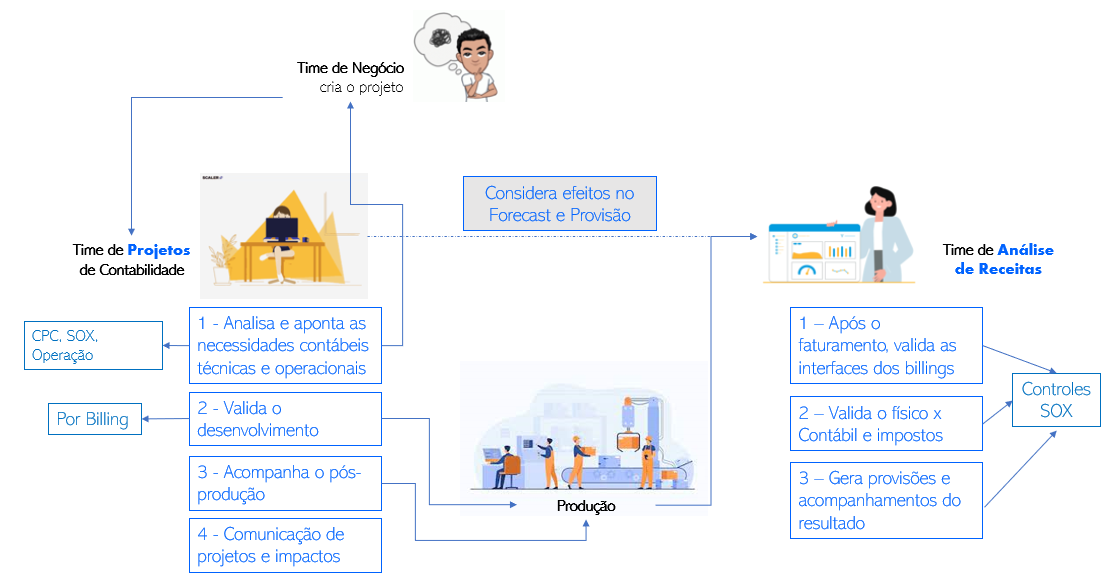 Time de Negócio
cria o projeto
SCALER
Considera efeitos no
Forecast e Provisão
Time de Projetos
de Contabilidade
Time de Análise
de Receitas
1 - Analisa e aponta as
necessidades contábeis
técnicas e operacionais
CPC, SOX,
Operação
2 - Valida o
desenvolvimento
Por Billing
3 - Acompanha o pós-
produção
4 - Comunicação de
projetos e impactos
Produção
1 – Após o
faturamento, valida as
interfaces dos billings
2 – Valida o físico x
Contábil e impostos
3 – Gera provisões e
acompanhamentos do
resultado
Controles
SOX